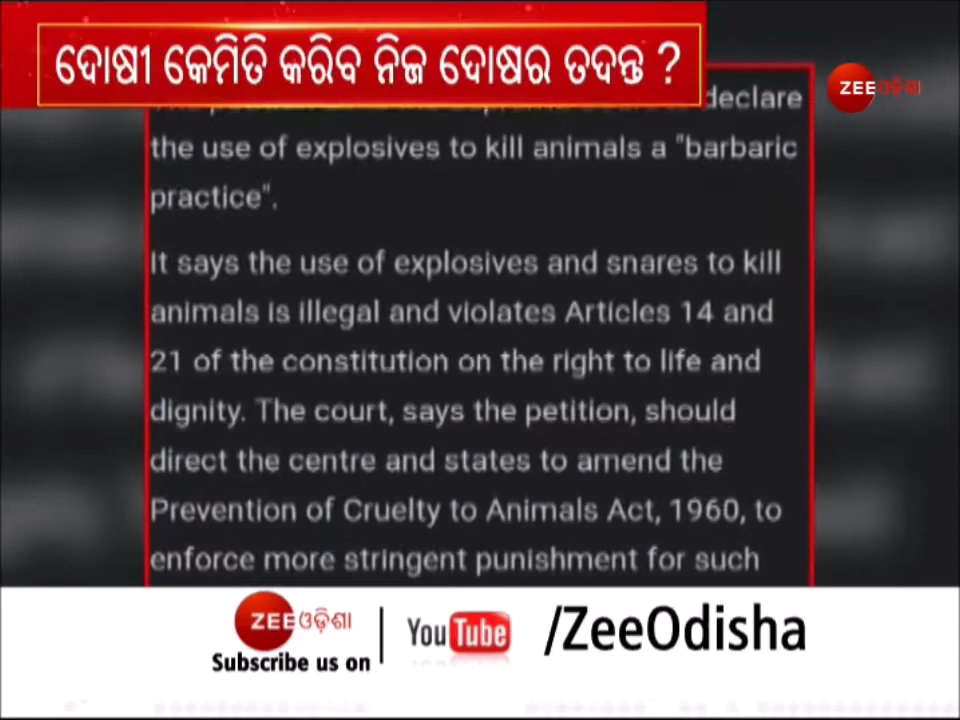 ଦୋଷୀ କେମିତି କରିବ ନିଜ ଦୋଷର ତଦନ୍ତ ?
ZEE ଓଡ଼ିଶା
declare
the use of explosives to kill animals a "barbaric
practice".
It says the use of explosives and snares to kill
animals is illegal and violates Articles 14 and
21 of the constitution on the right to life and
dignity. The court, says the petition, should
direct the centre and states to amend the
Prevention of Cruelty to Animals Act, 1960, to
enforce more stringent punishment for such
ZEE ଓଡ଼ିଶା
Subscribe us on
YouTube
/ZeeOdisha